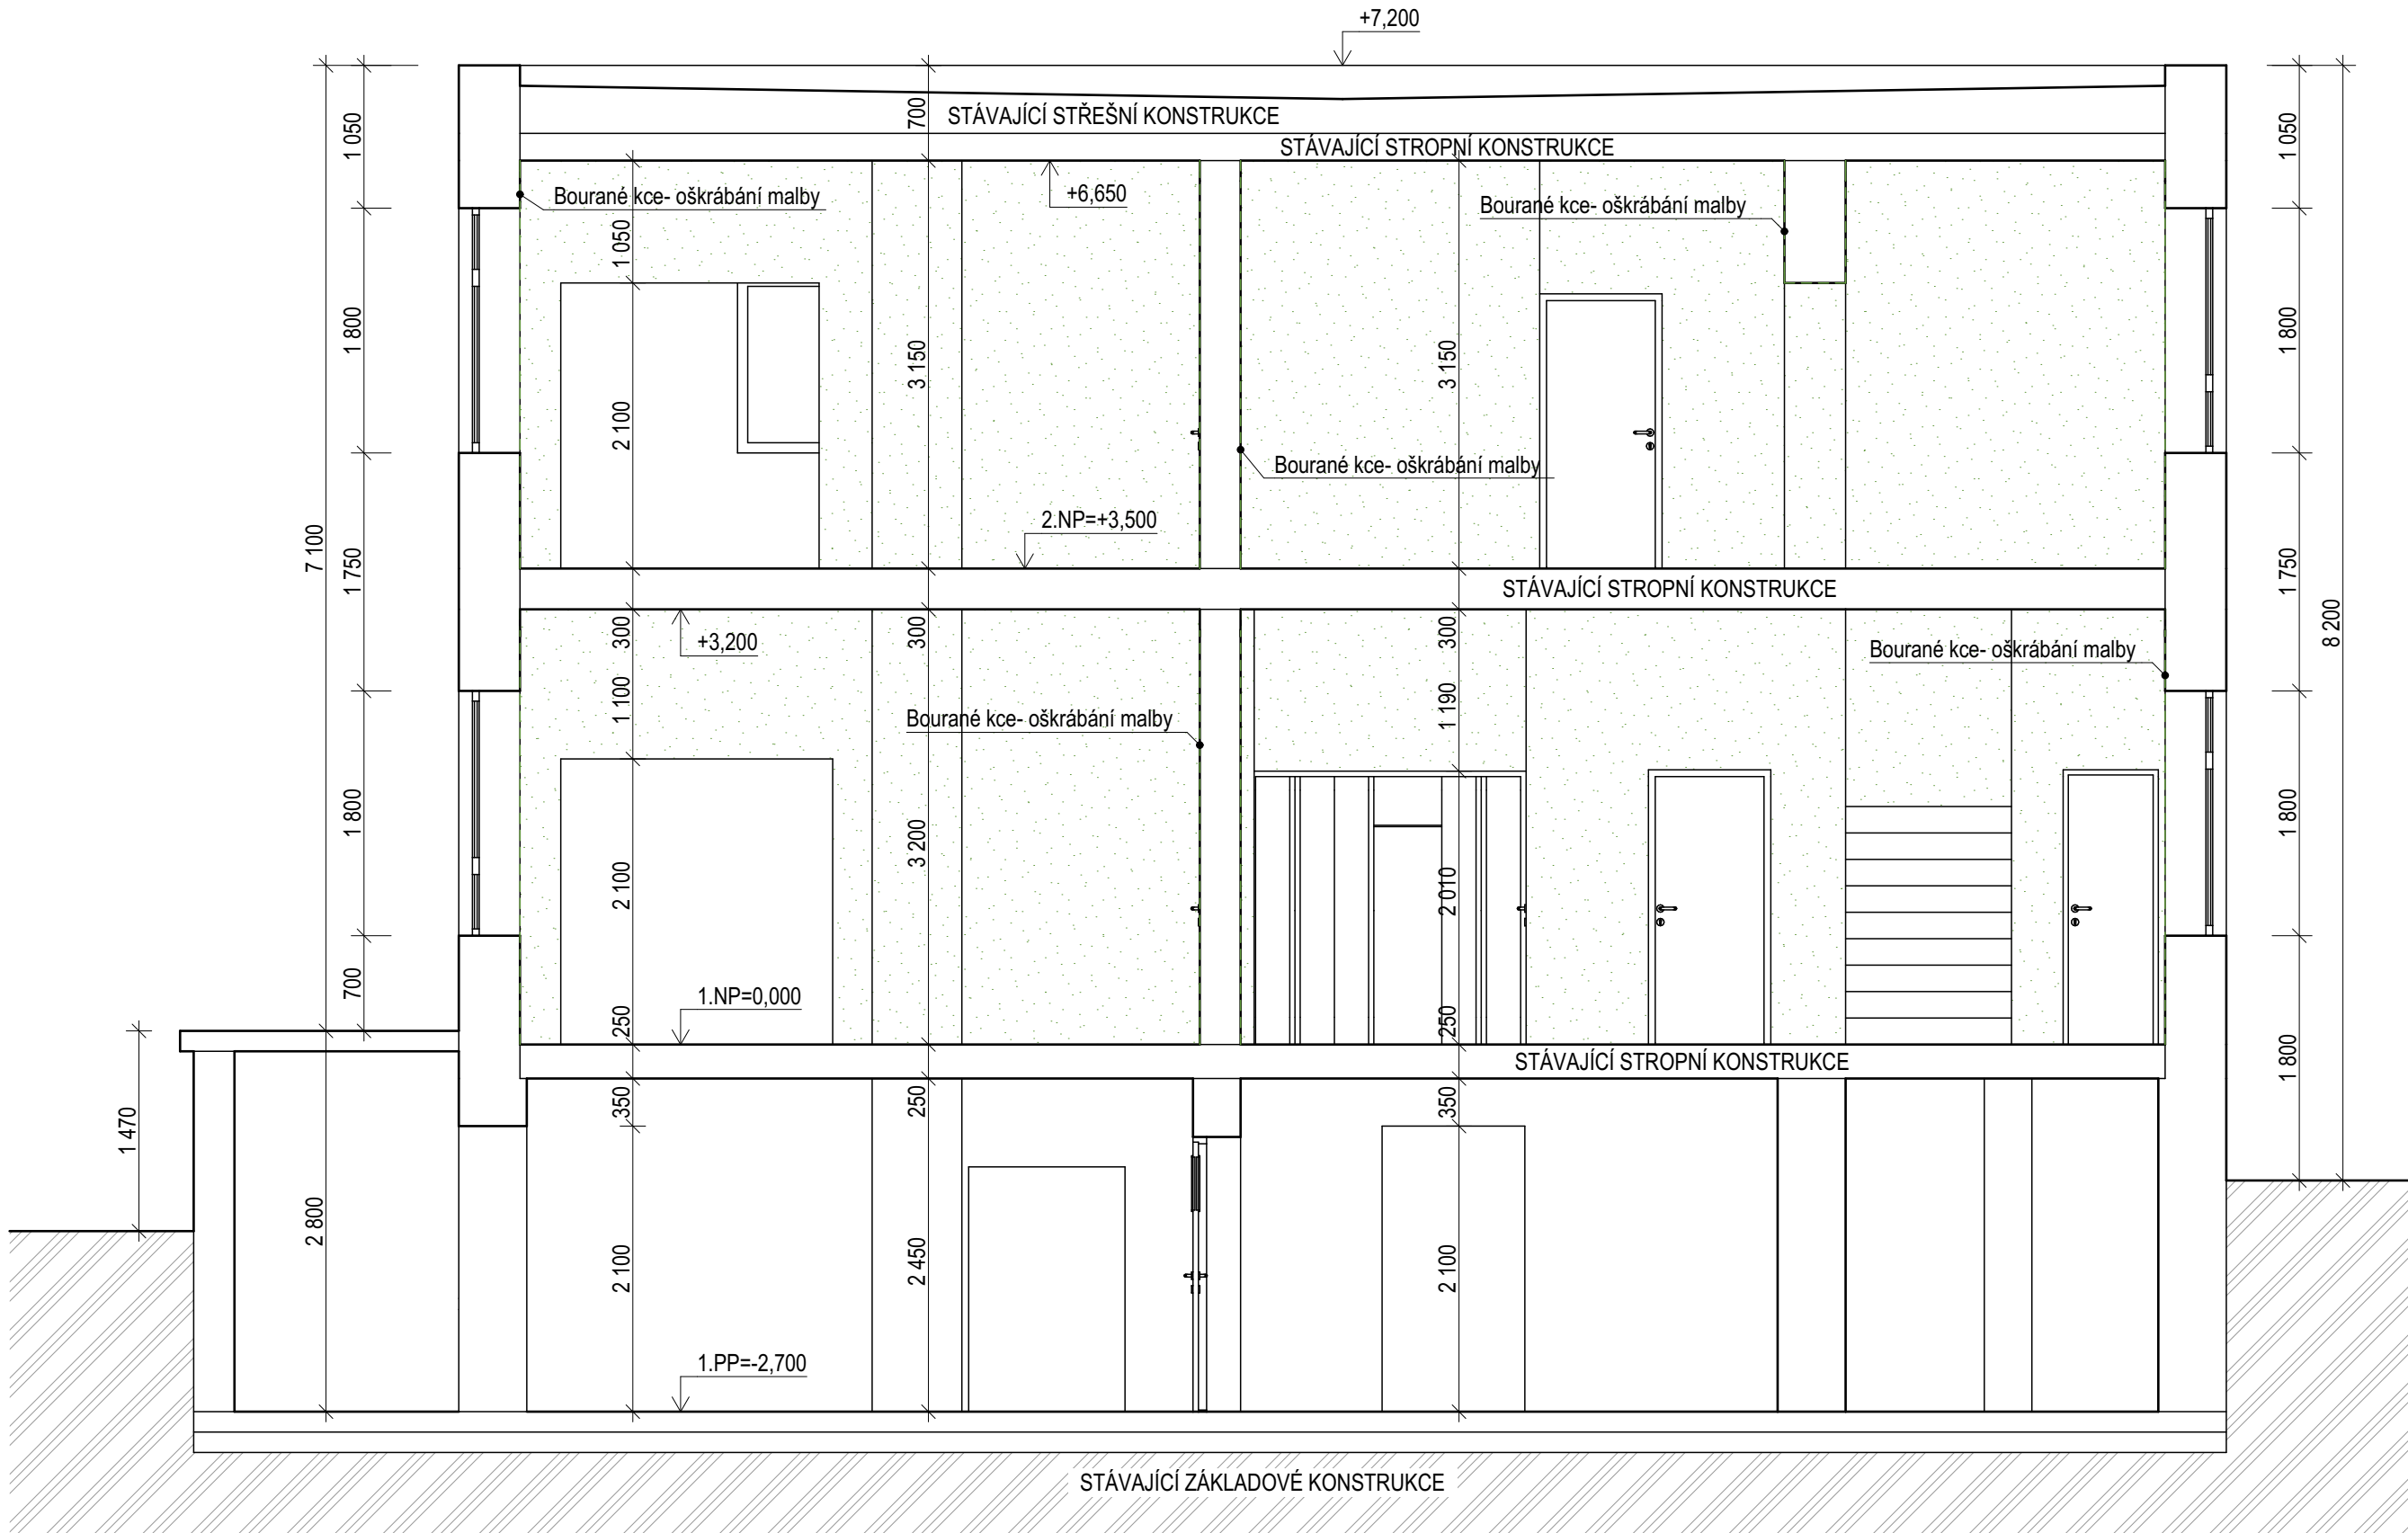 +7,200
STÁVAJÍCÍ STŘEŠNÍ KONSTRUKCE
STÁVAJÍCÍ STROPNÍ KONSTRUKCE
700
1 050
1 050
Bourané kce- oškrábání malby
+6,650
Bourané kce- oškrábání malby
1 050
1 800
2 100
3 150
3 150
1 800
Bourané kce- oškrábání malby
2.NP=+3,500
7 100
1 750
1 750
8 200
STÁVAJÍCÍ STROPNÍ KONSTRUKCE
300
300
300
+3,200
Bourané kce- oškrábání malby
1 100
1 190
Bourané kce- oškrábání malby
1 800
3 200
1 800
2 100
2 010
700
1.NP=0,000
250
250
STÁVAJÍCÍ STROPNÍ KONSTRUKCE
1 800
350
250
350
1 470
2 800
2 100
2 450
2 100
1.PP=-2,700
STÁVAJÍCÍ ZÁKLADOVÉ KONSTRUKCE